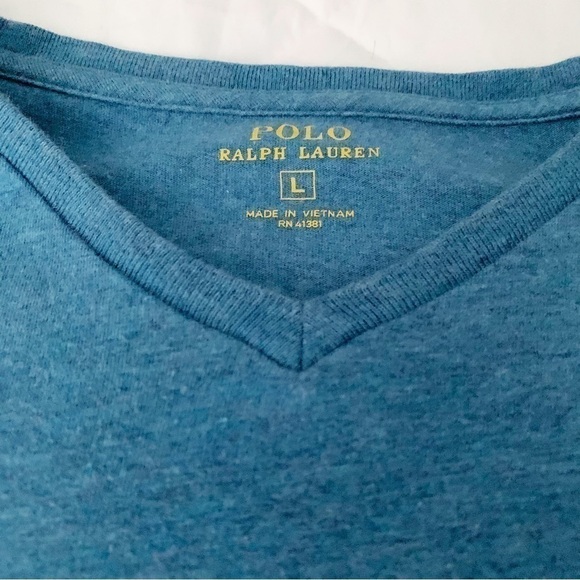 POLO
RALPH LAUREN
L
MADE IN VIETNAM
RN 41381